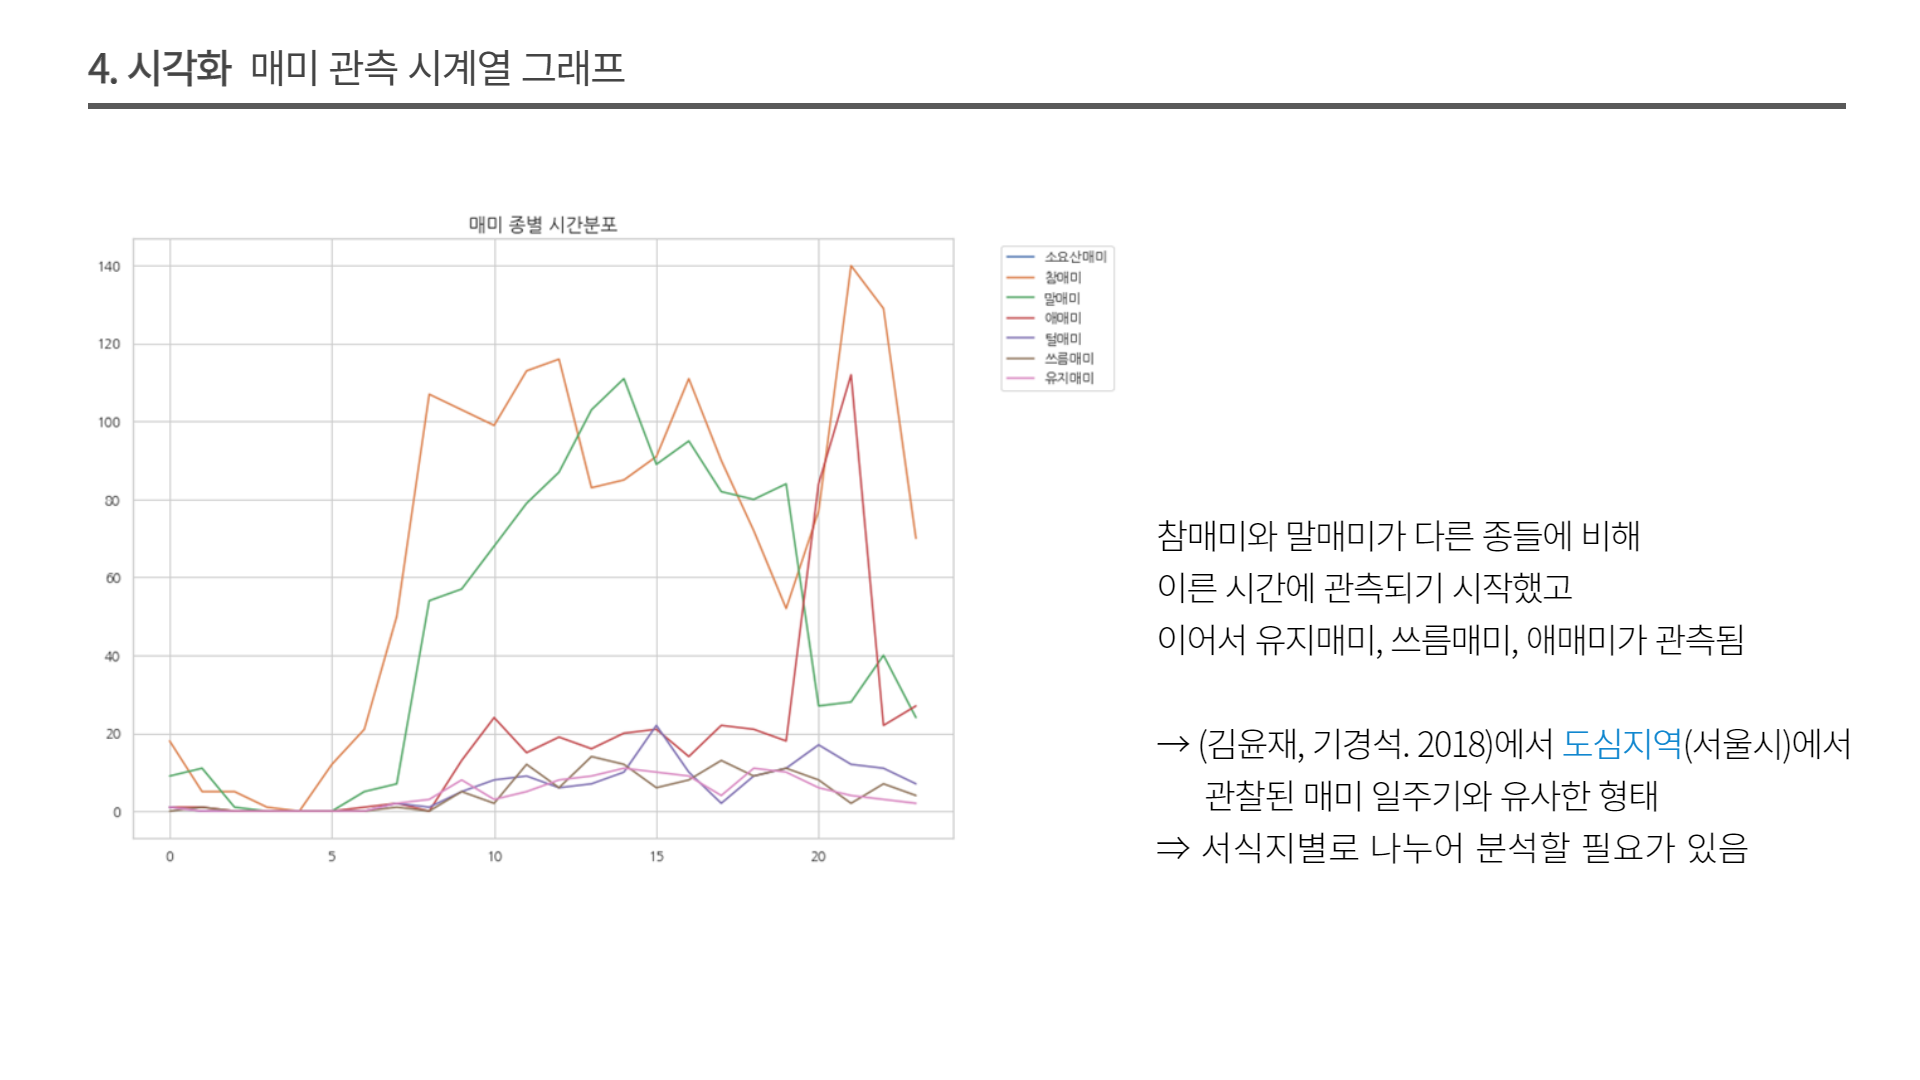 4. 시각화 매미 관측 시계열 그래프
매미 종별 시간분포
140
120
100
80
60
40
20
0
0 5 10 15 20
소요산매미
참매미
말매미
애매미
털매미
쓰름매미
유지매미
참매미와 말매미가 다른 종들에 비해
이른 시간에 관측되기 시작했고
이어서 유지매미, 쓰름매미, 애매미가 관측됨
→ (김윤재, 기경석. 2018)에서 도심지역(서울시)에서
관찰된 매미 일주기와 유사한 형태
⇒ 서식지별로 나누어 분석할 필요가 있음